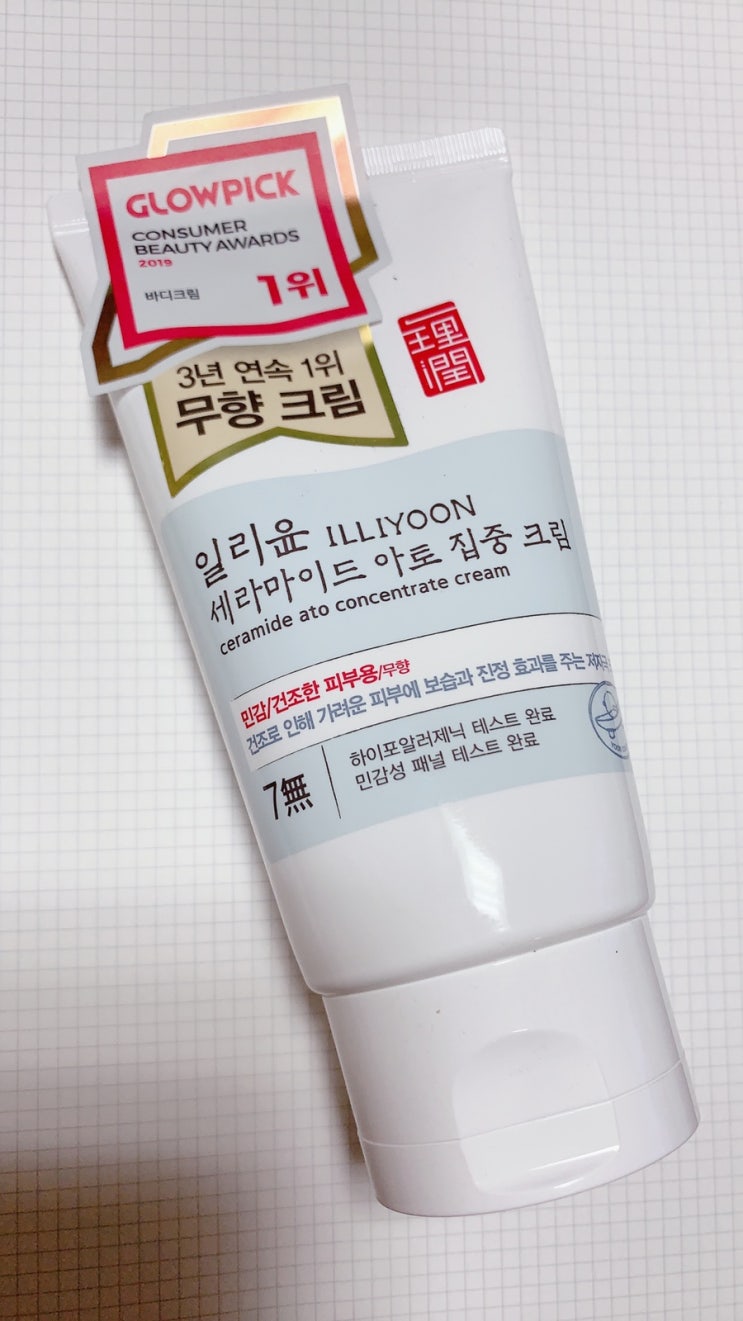 GLOWPICK
CONSUMER
BEAUTY AWARDS
2019
바디크림
1위
3년 연속 1위
무향 크림
一理潤
일리윤 ILLIYOON
세라마이드 아토 집중 크림
ceramide ato concentrate cream
민감/건조한 피부용/무향
건조로 인해 가려운 피부에 보습과 진정 효과를 주는
7無
하이포알러제닉 테스트 완료
민감성 패널 테스트 완료